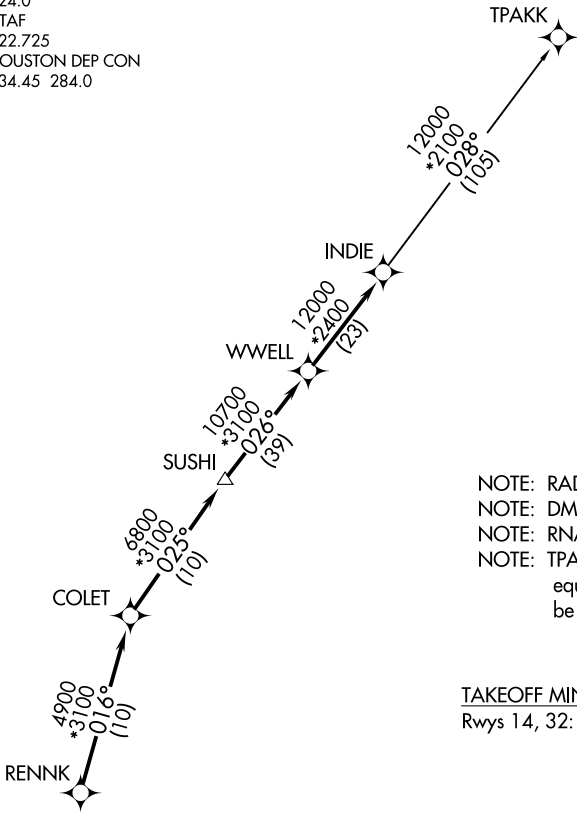 24.0
TAF
22.725
OUSTON DEP CON
34.45 284.0
TPAKK
12000
*2100
028°
(105)
INDIE
12000
*2400
(23)
WWELL
10700
*3100
026°
(39)
SUSHI
6800
*3100
025°
(10)
COLET
4900
*3100
016°
(10)
RENNK
NOTE: RAD
NOTE: DM
NOTE: RNA
NOTE: TPA
equ
be
TAKEOFF MIN
Rwys 14, 32: